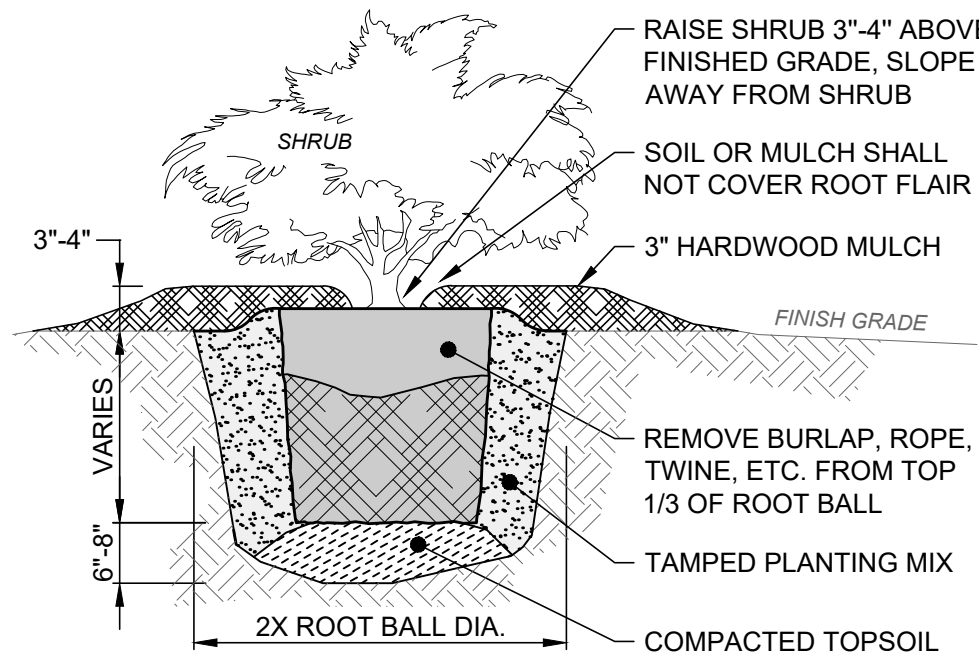 RAISE SHRUB 3"-4" ABOVE
FINISHED GRADE, SLOPE
AWAY FROM SHRUB
SHRUB
SOIL OR MULCH SHALL
NOT COVER ROOT FLAIR
3"-4"
3" HARDWOOD MULCH
FINISH GRADE
VARIES
REMOVE BURLAP, ROPE,
TWINE, ETC. FROM TOP
1/3 OF ROOT BALL
6"-8"
TAMPED PLANTING MIX
2X ROOT BALL DIA.
COMPACTED TOPSOIL